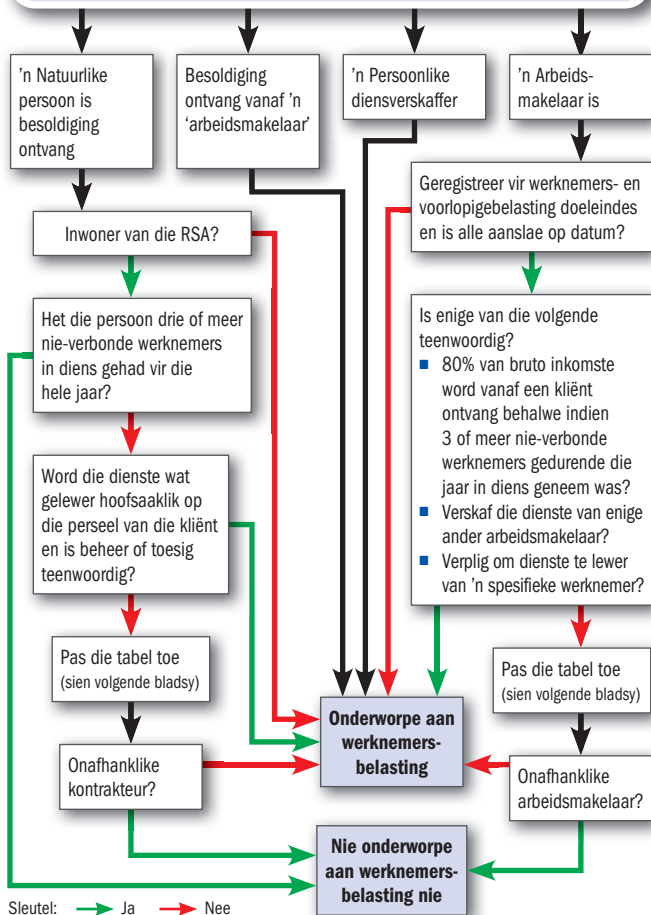 'n Natuurlike
persoon is
besoldiging
ontvang
Besoldiging
ontvang vanaf 'n
'arbeidsmakelaar'
'n Persoonlike
diensverskaffer
'n Arbeids-
makelaar is
Geregistreer vir werknemers- en
voorlopigebelasting doeleindes
en is alle aanslae op datum?
Inwoner van die RSA?
Het die persoon drie of meer
nie-verbonde werknemers
in diens gehad vir die
hele jaar?
Is enige van die volgende
teenwoordig?
■ 80% van bruto inkomste
word vanaf een kliënt
ontvang behalwe indien
3 of meer nie-verbonde
werknemers gedurende die
jaar in diens geneem was?
■ Verskaf die dienste van enige
ander arbeidsmakelaar?
■ Verplig om dienste te lewer
van 'n spesifieke werknemer?
Word die dienste wat
gelewer hoofsaaklik op
die perseel van die kliënt
en is beheer of toesig
teenwoordig?
Pas die tabel toe
(sien volgende bladsy)
Pas die tabel toe
(sien volgende bladsy)
Onderworpe aan
werknemers-
belasting
Onafhanklike
kontrakteur?
Onafhanklike
arbeidsmakelaar?
Nie onderworpe
aan werknemers-
belasting nie
Sleutel: Ja Nee